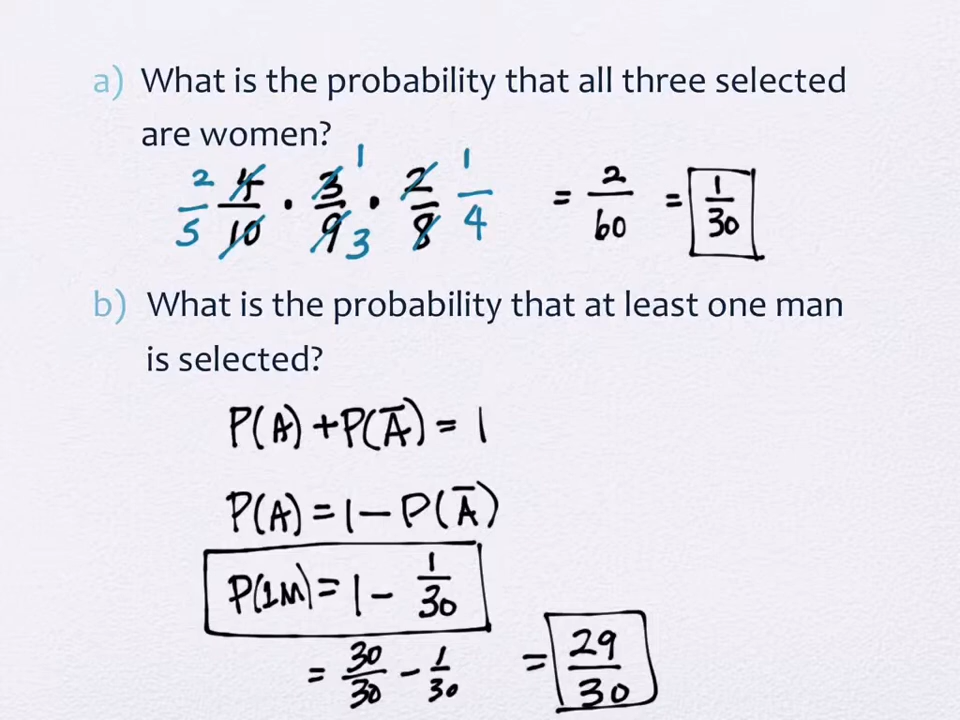 a) What is the probability that all three selected
are women?
2/5 4/10 · 3/9 1/3 · 2/8 1/4 = 2/60 = 1/30
b) What is the probability that at least one man
is selected?
P(A) + P(A̅) = 1
P(A) = 1 – P(A̅)
P(1M) = 1 – 1/30
= 30/30 – 1/30 = 29/30